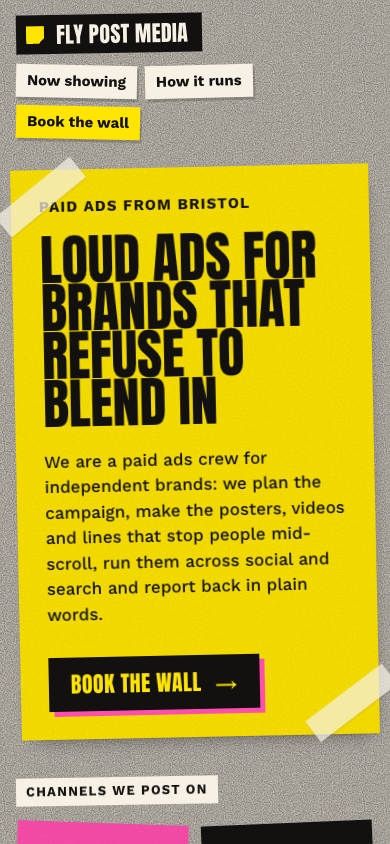 FLY POST MEDIA
Now showing
How it runs
Book the wall
PAID ADS FROM BRISTOL
LOUD ADS FOR
BRANDS THAT
REFUSE TO
BLEND IN
We are a paid ads crew for
independent brands: we plan the
campaign, make the posters, videos
and lines that stop people mid-
scroll, run them across social and
search and report back in plain
words.
BOOK THE WALL →
CHANNELS WE POST ON